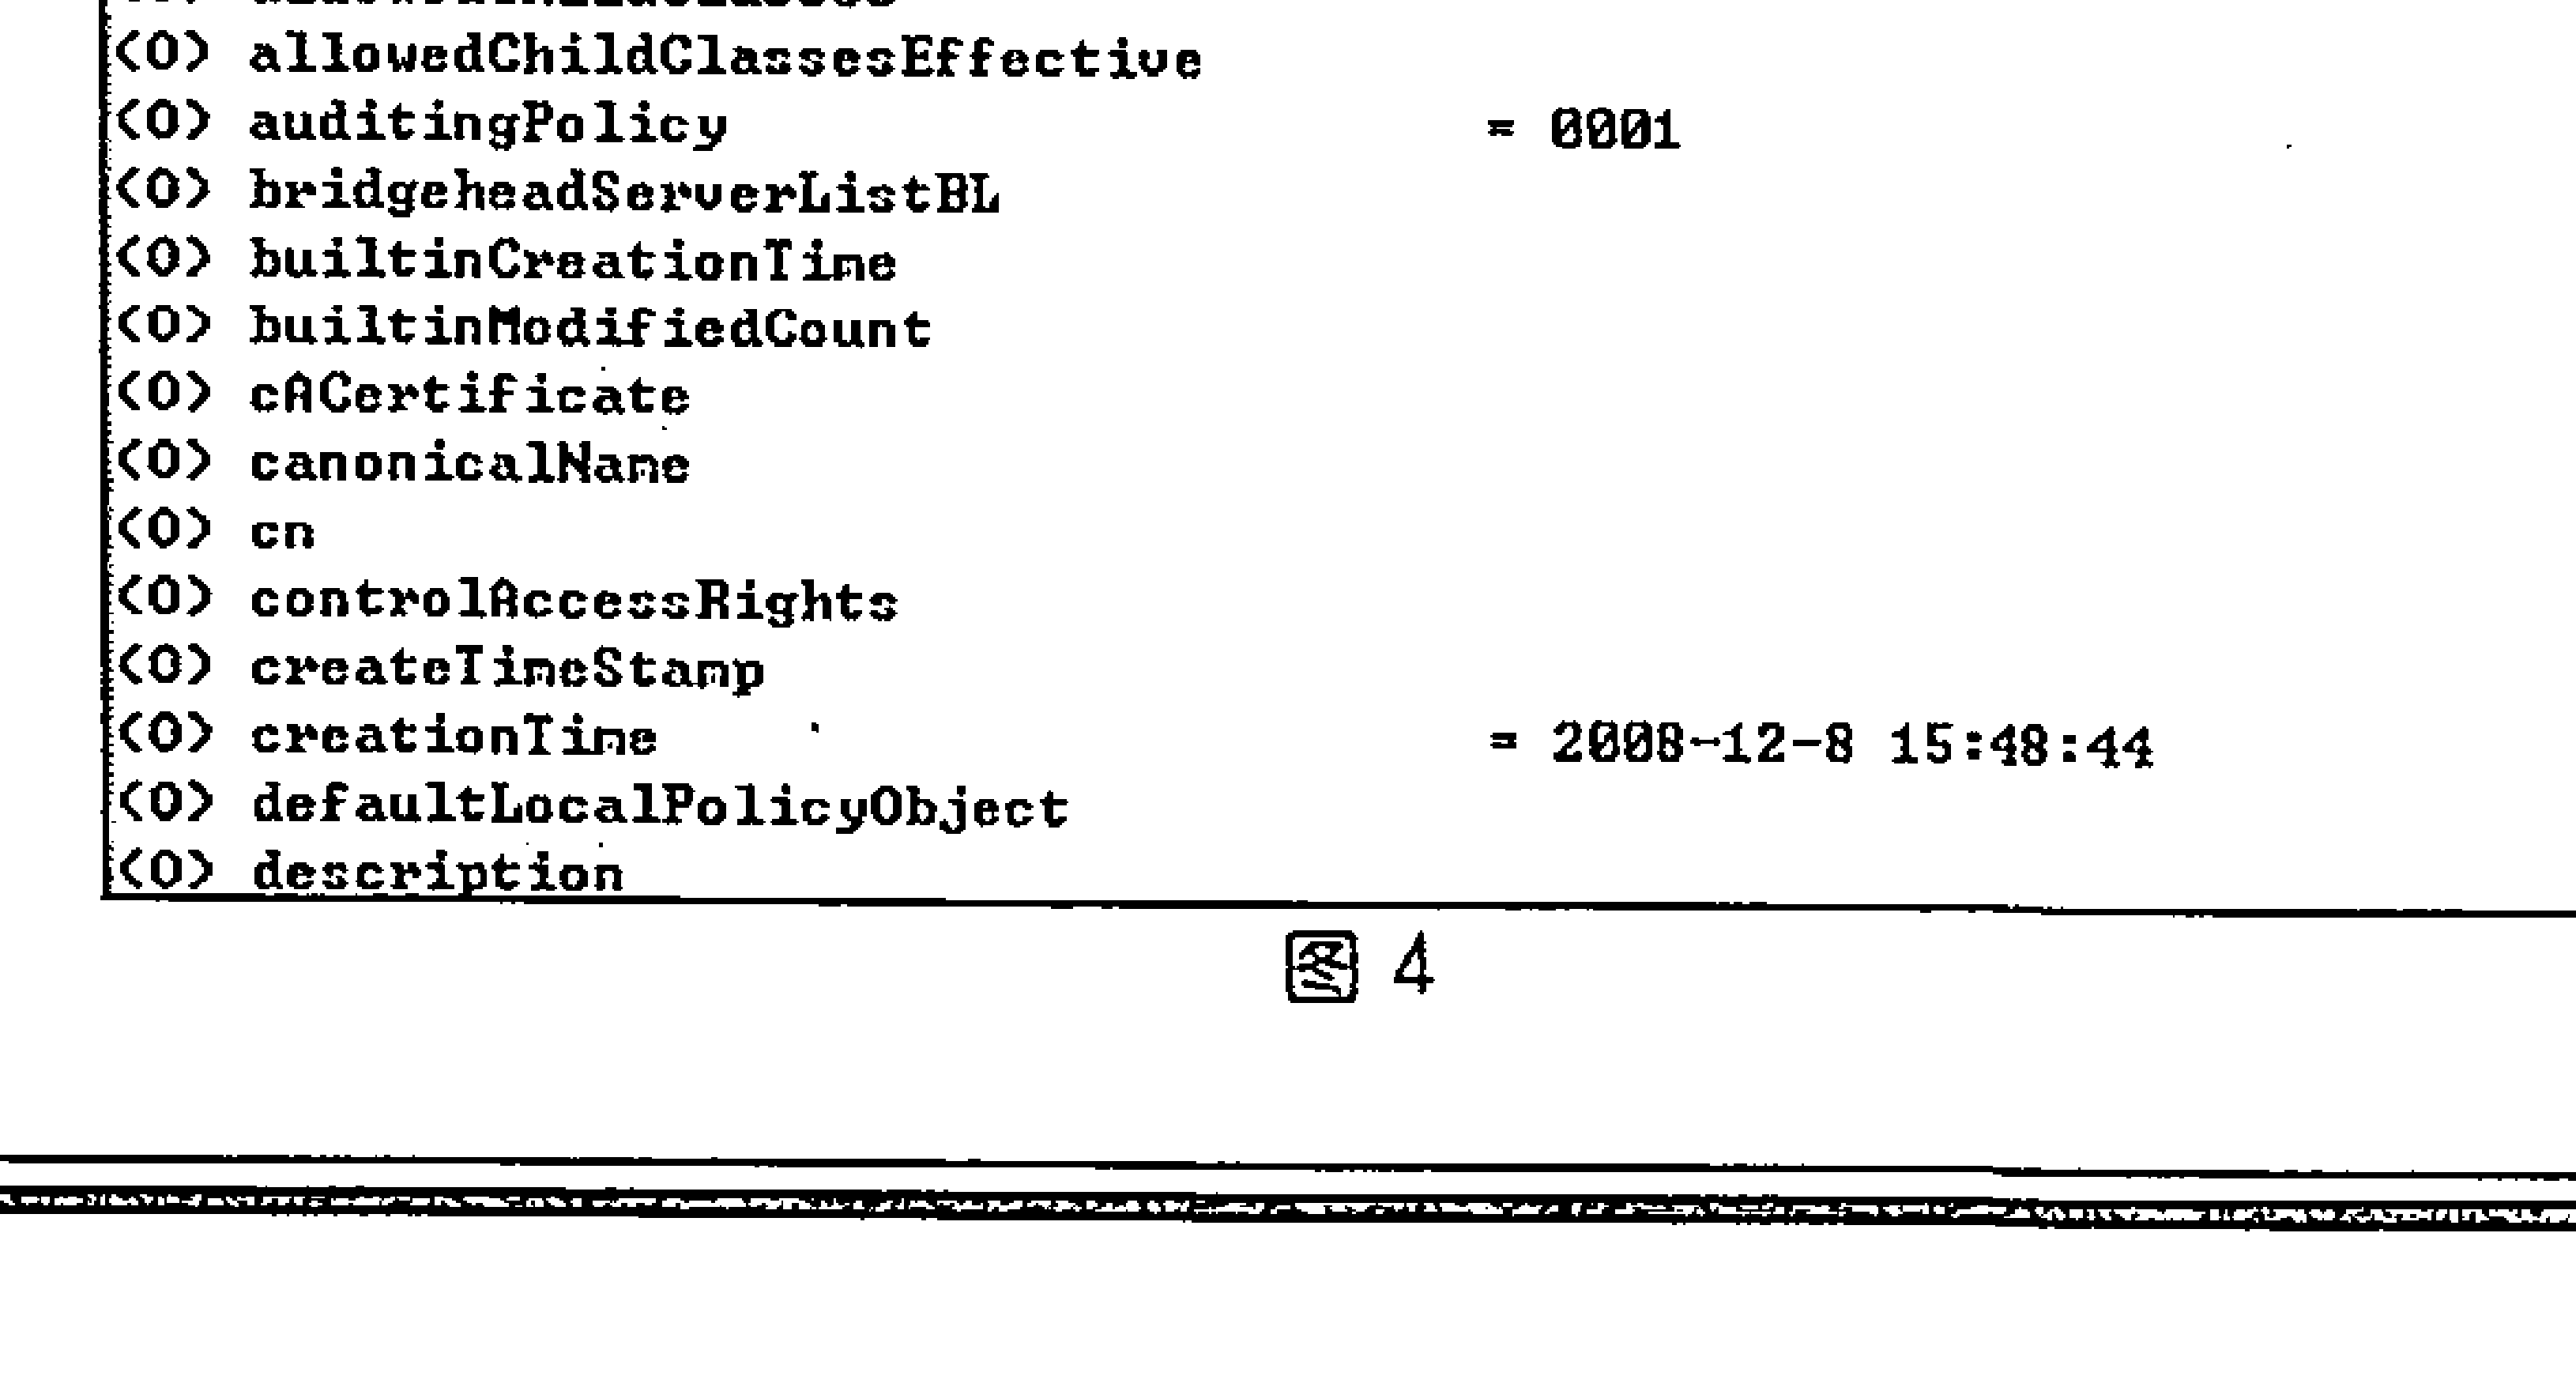 (O) allowedChildClassesEffective
(O) auditingPolicy = 0001
(O) bridgeheadServerListBL
(O) builtinCreationTime
(O) builtinModifiedCount
(O) cACertificate
(O) canonicalName
(O) cn
(O) controlAccessRights
(O) createTimeStamp
(O) creationTime = 2008-12-8 15:48:44
(O) defaultLocalPolicyObject
(O) description
图 4